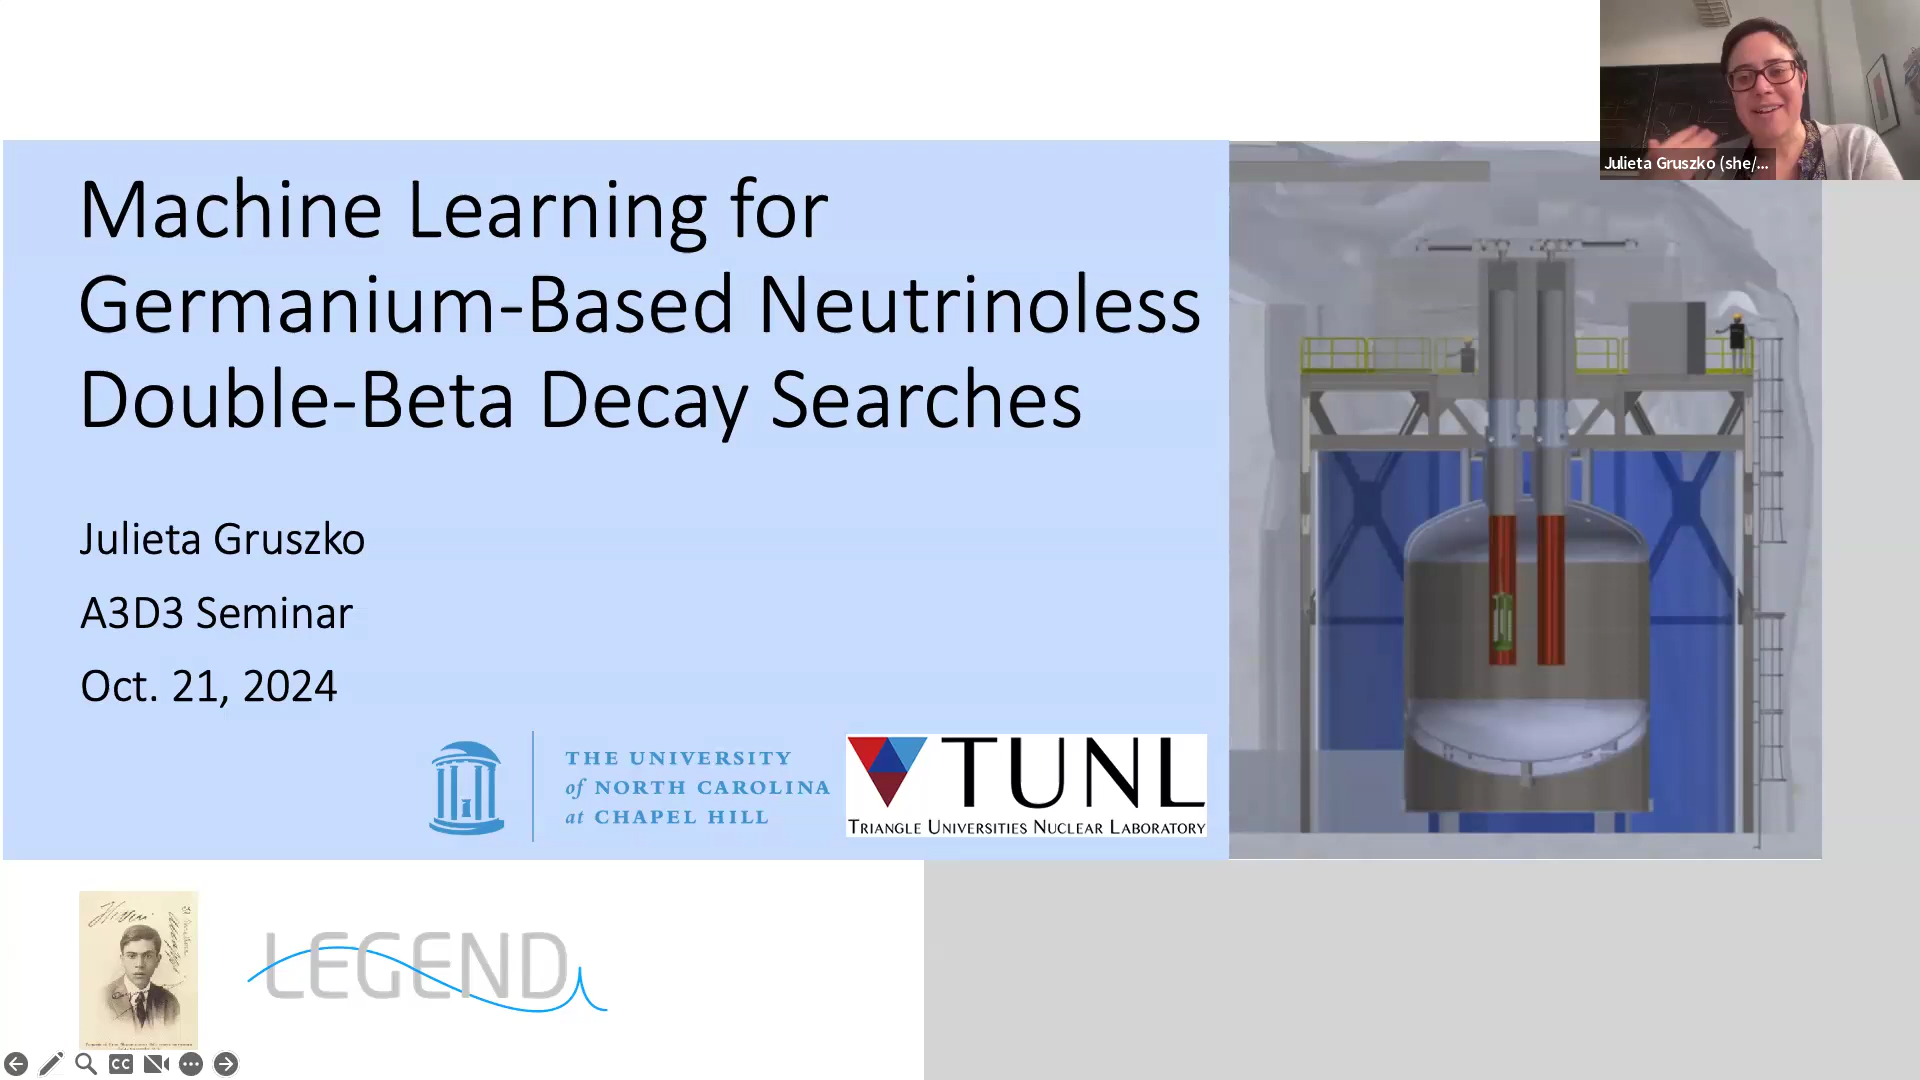 Julieta Gruszko (she/...
Machine Learning for
Germanium-Based Neutrinoless
Double-Beta Decay Searches
Julieta Gruszko
A3D3 Seminar
Oct. 21, 2024
THE UNIVERSITY
of NORTH CAROLINA
at CHAPEL HILL
TUNL
TRIANGLE UNIVERSITIES NUCLEAR LABORATORY
LEGEND
CC